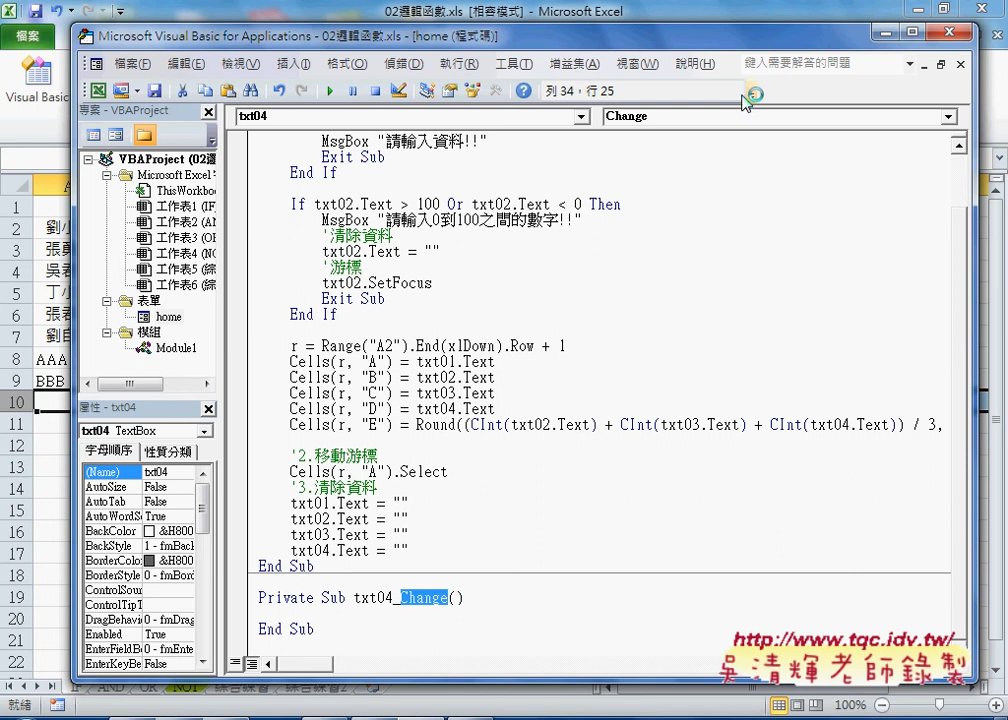 02邏輯函數.xls [相容模式] - Microsoft Excel
檔案
Microsoft Visual Basic for Applications - 02邏輯函數.xls - [home (程式碼)]
Visual Basic
檔案(F) 編輯(E) 檢視(V) 插入(I) 格式(O) 偵錯(D) 執行(R) 工具(T) 增益集(A) 視窗(W) 說明(H) 鍵入需要解答的問題
列 34，行 25
專案 - VBAProject
txt04 Change
VBAProject (02邏
Microsoft Excel
ThisWorkbo
工作表1 (IF
工作表2 (AN
工作表3 (OR
工作表4 (NO
工作表5 (綜
工作表6 (綜
表單
home
模組
Module1
MsgBox "請輸入資料!!"
Exit Sub
End If
If txt02.Text > 100 Or txt02.Text < 0 Then
MsgBox "請輸入0到100之間的數字!!"
'清除資料
txt02.Text = ""
'游標
txt02.SetFocus
Exit Sub
End If
r = Range("A2").End(xlDown).Row + 1
Cells(r, "A") = txt01.Text
Cells(r, "B") = txt02.Text
Cells(r, "C") = txt03.Text
Cells(r, "D") = txt04.Text
Cells(r, "E") = Round((CInt(txt02.Text) + CInt(txt03.Text) + CInt(txt04.Text)) / 3,
'2.移動游標
Cells(r, "A").Select
'3.清除資料
txt01.Text = ""
txt02.Text = ""
txt03.Text = ""
txt04.Text = ""
End Sub
Private Sub txt04_Change()
End Sub
屬性 - txt04
txt04 TextBox
字母順序 性質分類
(Name) txt04
AutoSize False
AutoTab False
AutoWordS True
BackColor &H800
BackStyle 1 - fmBack
BorderColo &H800
BorderStyle 0 - fmBord
ControlSou
ControlTipT
DragBehavi 0 - fmDrag
Enabled True
EnterFieldB 0 - fmEnte
EnterKeyBe False
1
2 劉小
3 張勇
4 吳君
5 丁小
6 張君
7 劉自
8 AAA
9 BBB
10
11
12
13
14
15
16
17
18
19
20
21
22
IF AND OR NOT 綜合練習 綜合練習2
就緒 100%
http://www.tqc.idv.tw/
吳清輝老師錄製